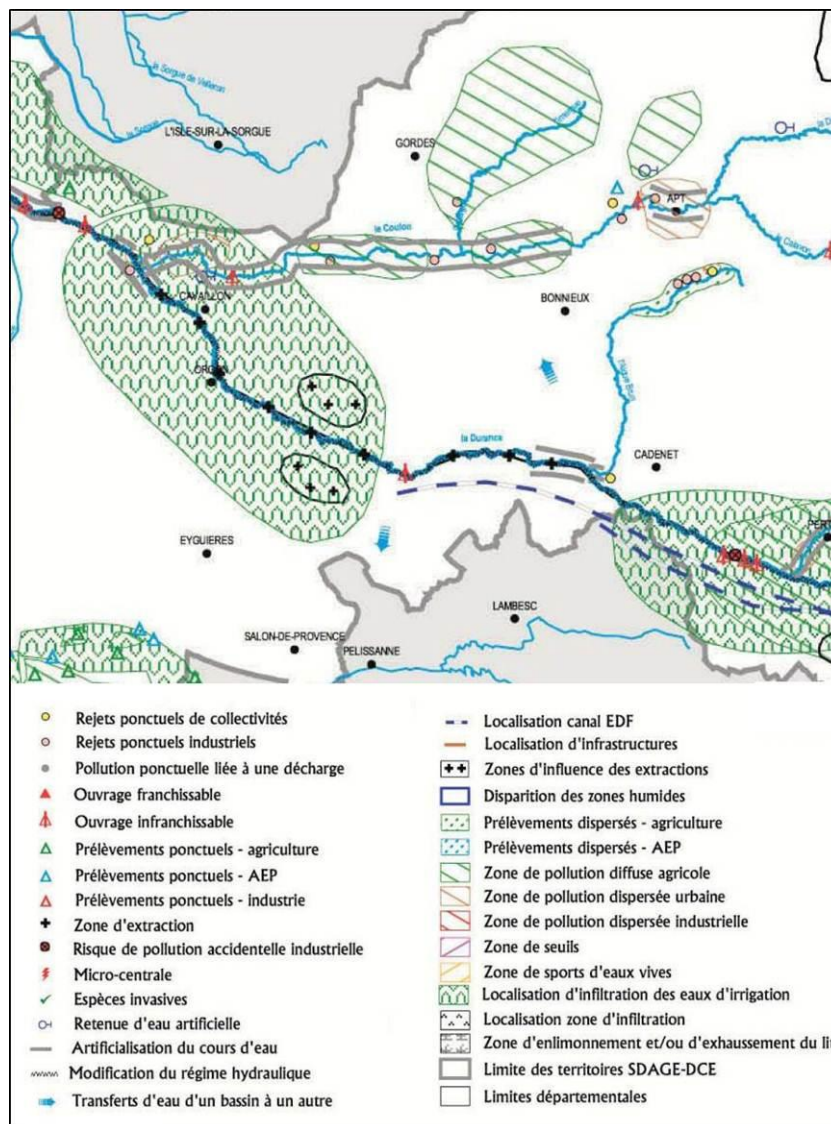 la Sorgue de Velleron
la Sorgue
L'ISLE-SUR-LA-SORGUE
GORDES
APT
le Coulon
CAVAILLON
BONNIEUX
la Durance
CADENET
EYGUIERES
LAMBESC
SALON-DE-PROVENCE
PELISSANNE
Rejets ponctuels de collectivités
Rejets ponctuels industriels
Pollution ponctuelle liée à une décharge
Ouvrage franchissable
Ouvrage infranchissable
Prélèvements ponctuels - agriculture
Prélèvements ponctuels - AEP
Prélèvements ponctuels - industrie
Zone d'extraction
Risque de pollution accidentelle industrielle
Micro-centrale
Espèces invasives
Retenue d'eau artificielle
Artificialisation du cours d'eau
Modification du régime hydraulique
Transferts d'eau d'un bassin à un autre
Localisation canal EDF
Localisation d'infrastructures
Zones d'influence des extractions
Disparition des zones humides
Prélèvements dispersés - agriculture
Prélèvements dispersés - AEP
Zone de pollution diffuse agricole
Zone de pollution dispersée urbaine
Zone de pollution dispersée industrielle
Zone de seuils
Zone de sports d'eaux vives
Localisation d'infiltration des eaux d'irrigation
Localisation zone d'infiltration
Zone d'enlimonnement et/ou d'exhaussement du li
Limite des territoires SDAGE-DCE
Limites départementales